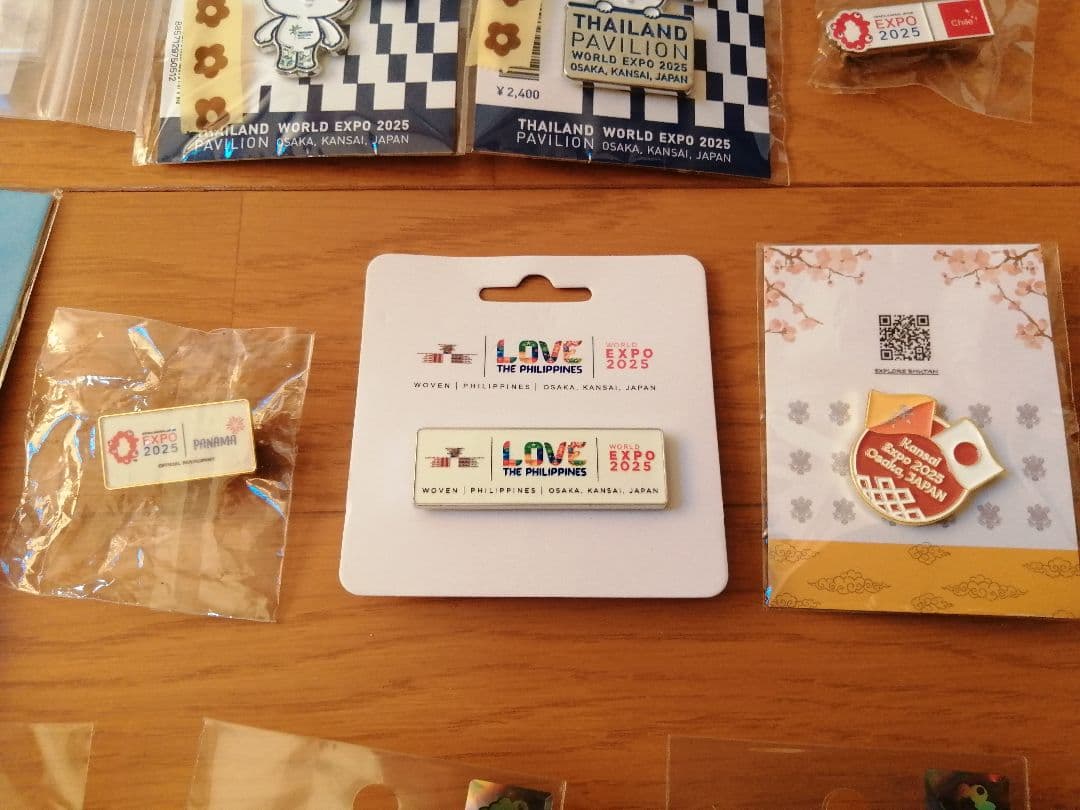 8857129750512
THAILAND WORLD EXPO 2025
PAVILION OSAKA, KANSAI, JAPAN
THAILAND
PAVILION
WORLD EXPO 2025
OSAKA, KANSAI, JAPAN
¥2,400
THAILAND WORLD EXPO 2025
PAVILION OSAKA, KANSAI, JAPAN
EXPO
2025
Chile
EXPO
2025
PANAMA
OFFICIAL PARTICIPANT
LOVE
THE PHILIPPINES
WORLD
EXPO
2025
WOVEN | PHILIPPINES | OSAKA, KANSAI, JAPAN
LOVE
THE PHILIPPINES
WORLD
EXPO
2025
WOVEN | PHILIPPINES | OSAKA, KANSAI, JAPAN
EXPLORE BHUTAN
Kansai
Expo 2025
Osaka, JAPAN